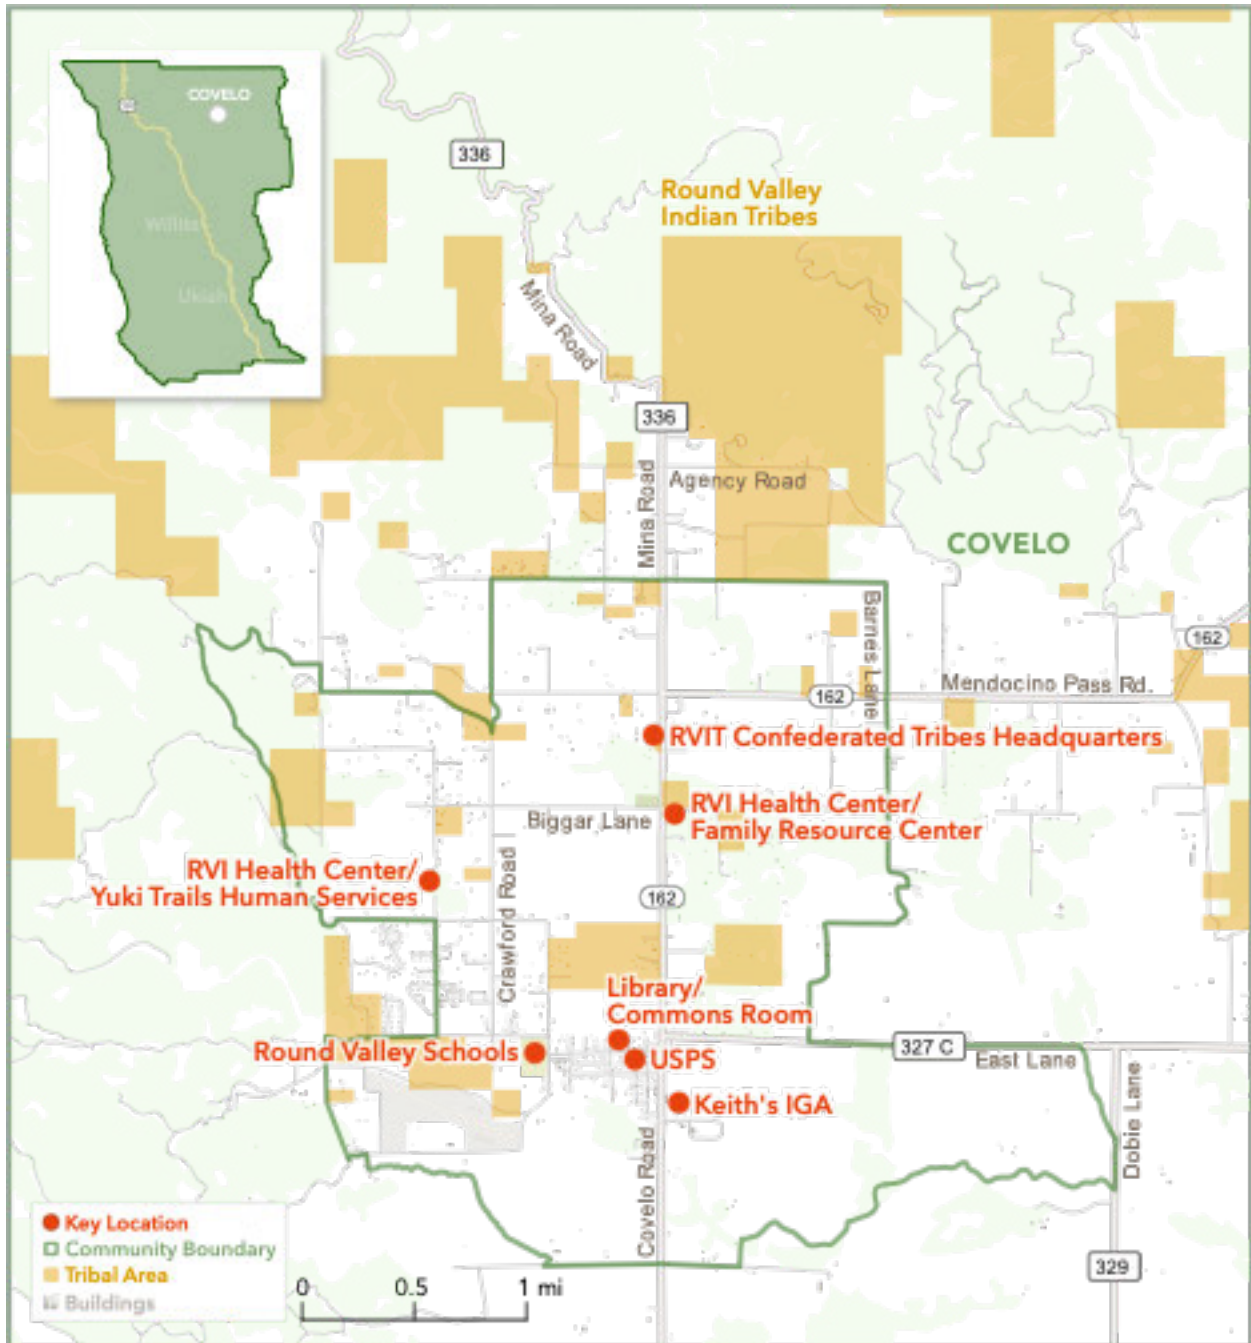 COVELO
Willits
Ukiah
336
Round Valley
Indian Tribes
Mina Road
336
Mina Road
Agency Road
COVELO
Barnes Lane
162
162
Mendocino Pass Rd.
RVIT Confederated Tribes Headquarters
RVI Health Center/
Family Resource Center
Biggar Lane
RVI Health Center/
Yuki Trails Human Services
Crawford Road
162
Library/
Commons Room
Round Valley Schools
USPS
327 C
East Lane
Keith's IGA
Covelo Road
Dobie Lane
329
Key Location
Community Boundary
Tribal Area
Buildings
0 0.5 1 mi